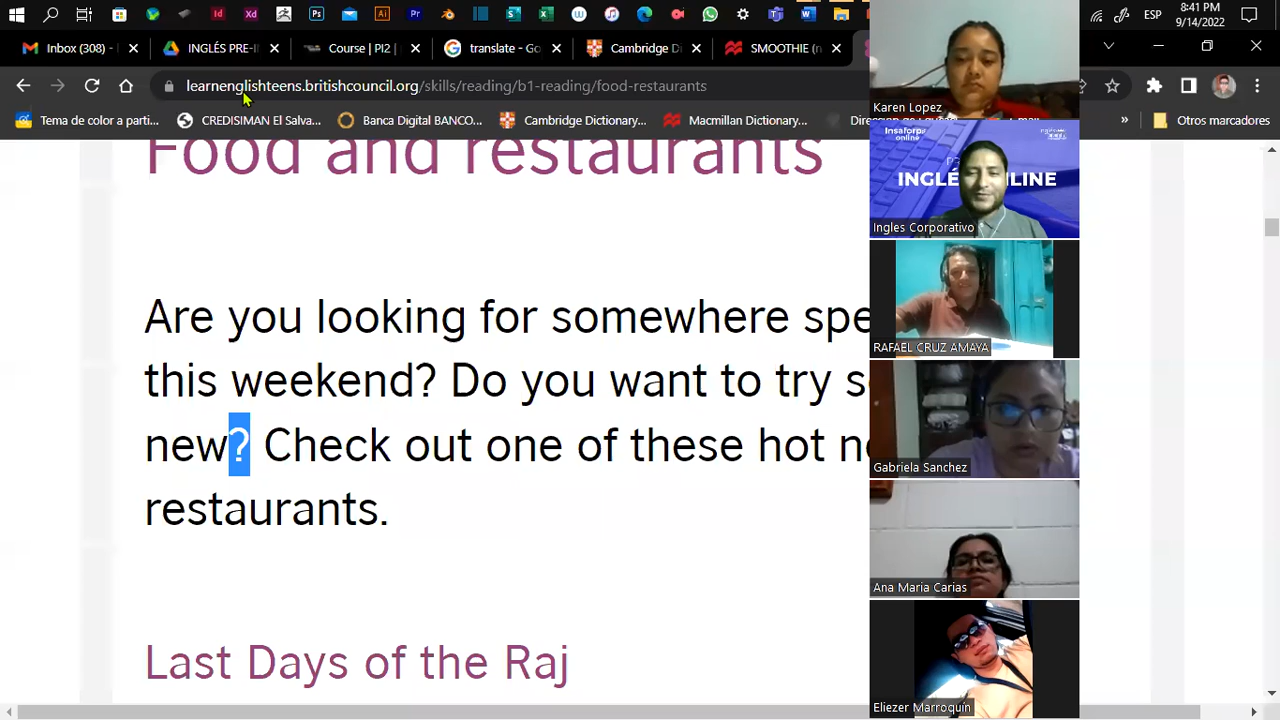 8:41 PM
ESP
9/14/2022
Inbox (308) -
INGLÉS PRE-I
Course | PI2
translate - Go
Cambridge D
SMOOTHIE (n
learnenglishteens.britishcouncil.org/skills/reading/b1-reading/food-restaurants
Tema de color a parti...
CREDISMAN El Salva...
Banca Digital BANCO...
Cambridge Dictionary...
Macmillan Dictionary...
»
Otros marcadores
Food and restaurants
Are you looking for somewhere spe
this weekend? Do you want to try s
new? Check out one of these hot n
restaurants.
Last Days of the Raj
Karen Lopez
Insaforp
online
INGLÉ
LINE
Ingles Corporativo
RAFAEL CRUZ AMAYA
Gabriela Sanchez
Ana Maria Carias
Eliezer Marroquín